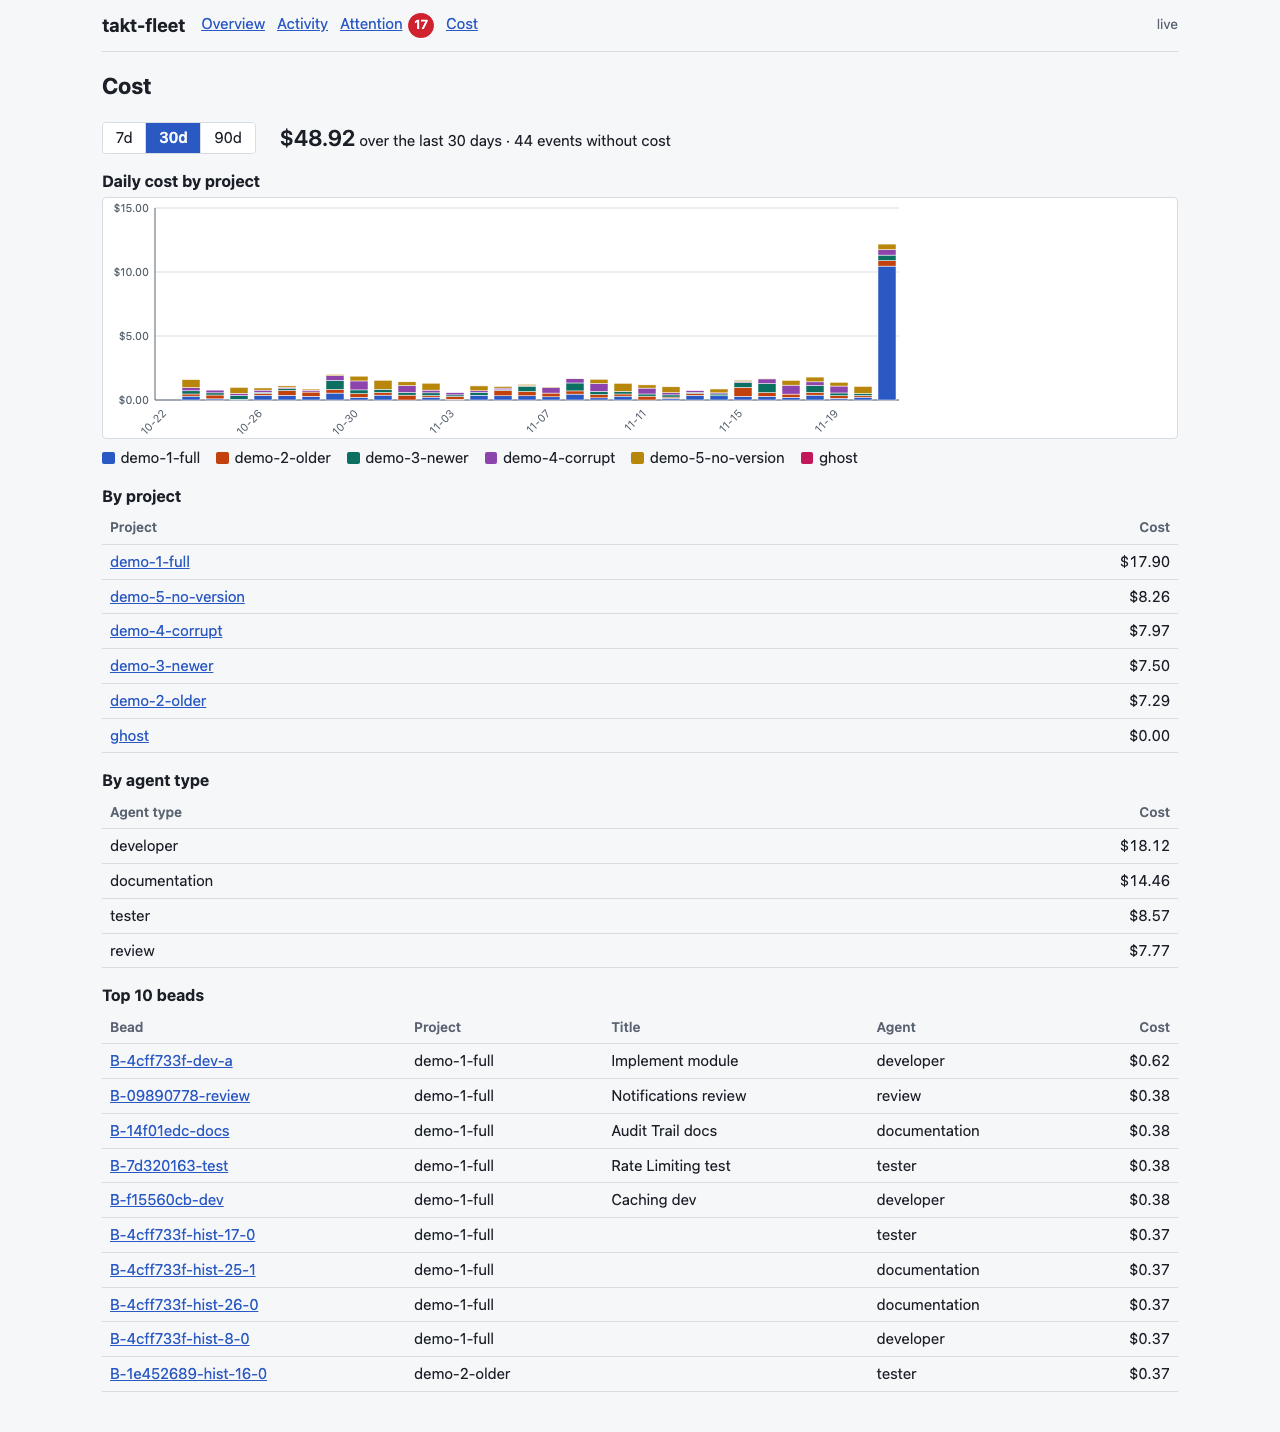 takt-fleet Overview Activity Attention 17 Cost live
Cost
7d 30d 90d $48.92 over the last 30 days · 44 events without cost
Daily cost by project
$15.00
$10.00
$5.00
$0.00
10-22 10-26 10-30 11-03 11-07 11-11 11-15 11-19
demo-1-full demo-2-older demo-3-newer demo-4-corrupt demo-5-no-version ghost
By project
Project Cost
demo-1-full $17.90
demo-5-no-version $8.26
demo-4-corrupt $7.97
demo-3-newer $7.50
demo-2-older $7.29
ghost $0.00
By agent type
Agent type Cost
developer $18.12
documentation $14.46
tester $8.57
review $7.77
Top 10 beads
Bead Project Title Agent Cost
B-4cff733f-dev-a demo-1-full Implement module developer $0.62
B-09890778-review demo-1-full Notifications review review $0.38
B-14f01edc-docs demo-1-full Audit Trail docs documentation $0.38
B-7d320163-test demo-1-full Rate Limiting test tester $0.38
B-f15560cb-dev demo-1-full Caching dev developer $0.38
B-4cff733f-hist-17-0 demo-1-full tester $0.37
B-4cff733f-hist-25-1 demo-1-full documentation $0.37
B-4cff733f-hist-26-0 demo-1-full documentation $0.37
B-4cff733f-hist-8-0 demo-1-full developer $0.37
B-1e452689-hist-16-0 demo-2-older tester $0.37